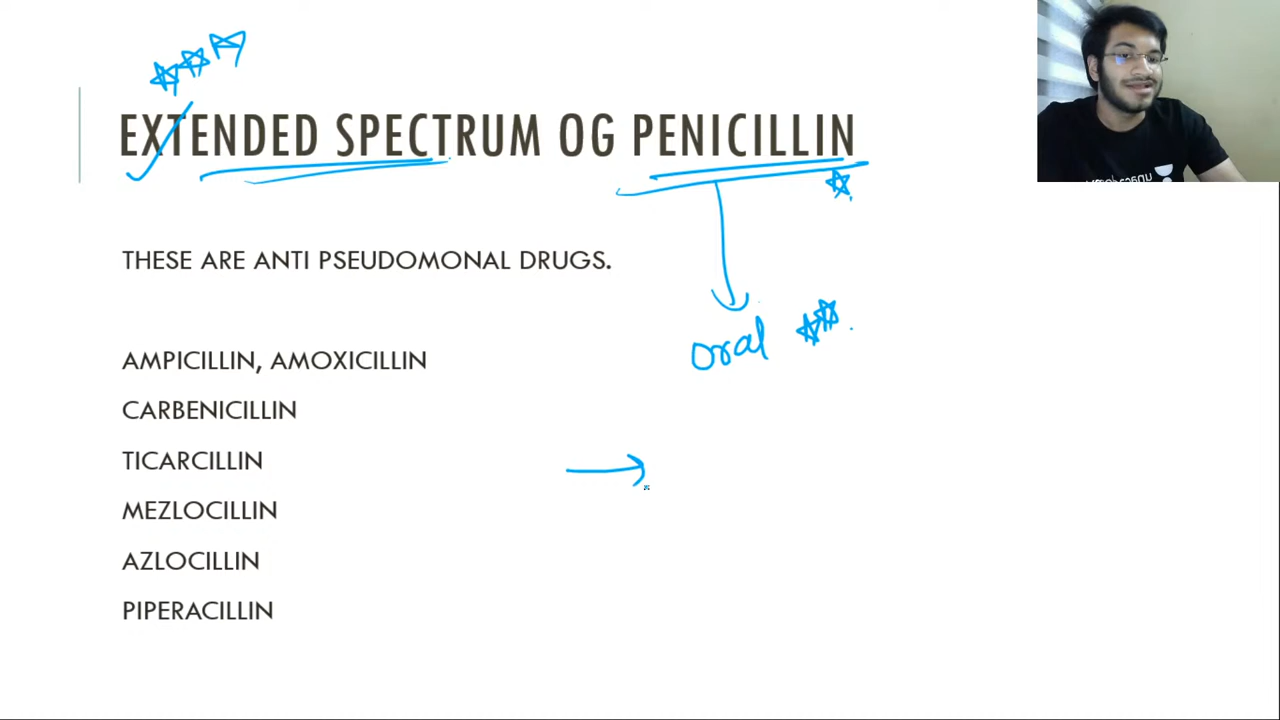 EXTENDED SPECTRUM OG PENICILLIN
THESE ARE ANTI PSEUDOMONAL DRUGS.
oral
AMPICILLIN, AMOXICILLIN
CARBENICILLIN
TICARCILLIN
MEZLOCILLIN
AZLOCILLIN
PIPERACILLIN